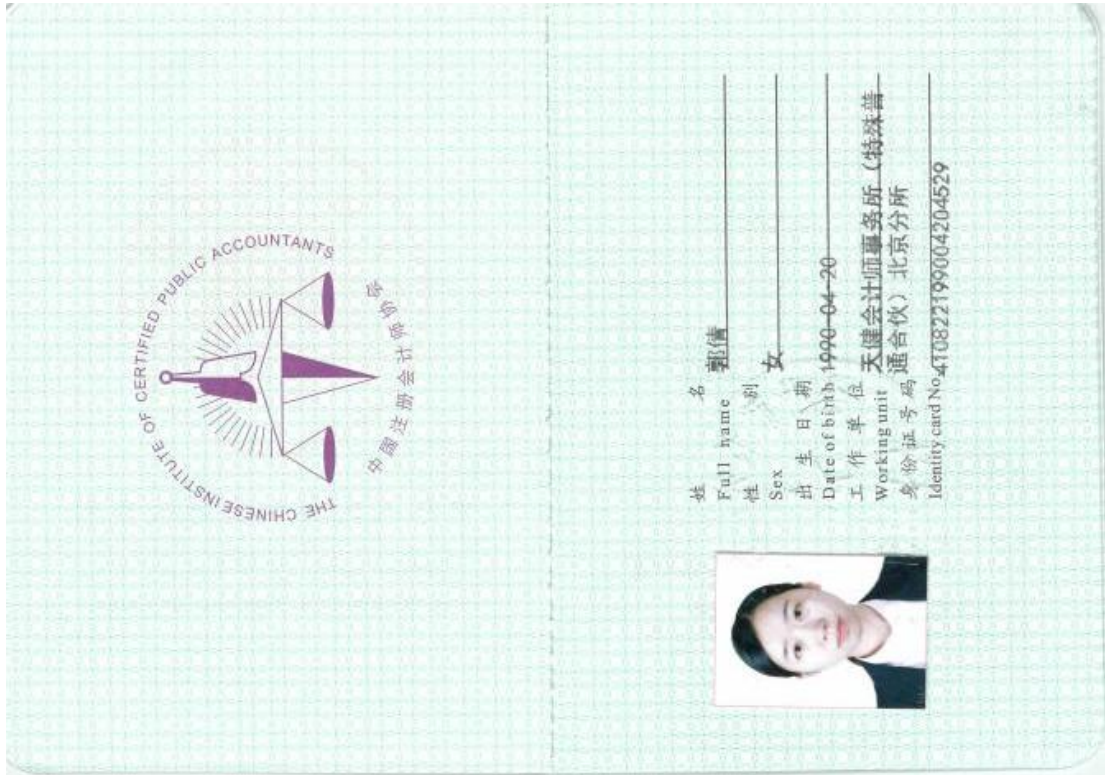 THE CHINESE INSTITUTE OF CERTIFIED PUBLIC ACCOUNTANTS
中国注册会计师协会
姓 名 郭倩
Full name
性 别 女
Sex
出生日期 1990-04-20
Date of birth
工作单位 天健会计师事务所（特殊普
Working unit 通合伙）北京分所
身份证号码 410822199004204529
Identity card No.